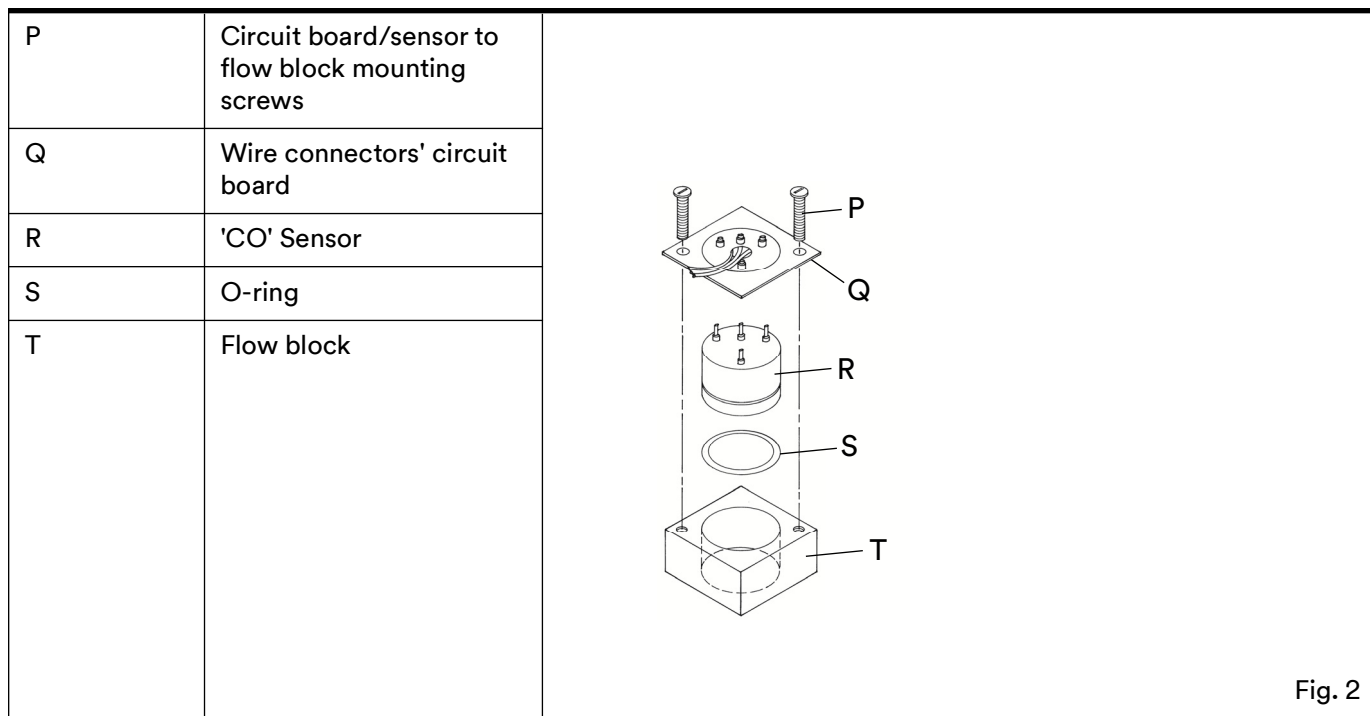 P
Circuit board/sensor to
flow block mounting
screws
Q
Wire connectors' circuit
board
R
'CO' Sensor
S
O-ring
T
Flow block
P
Q
R
S
T
Fig. 2